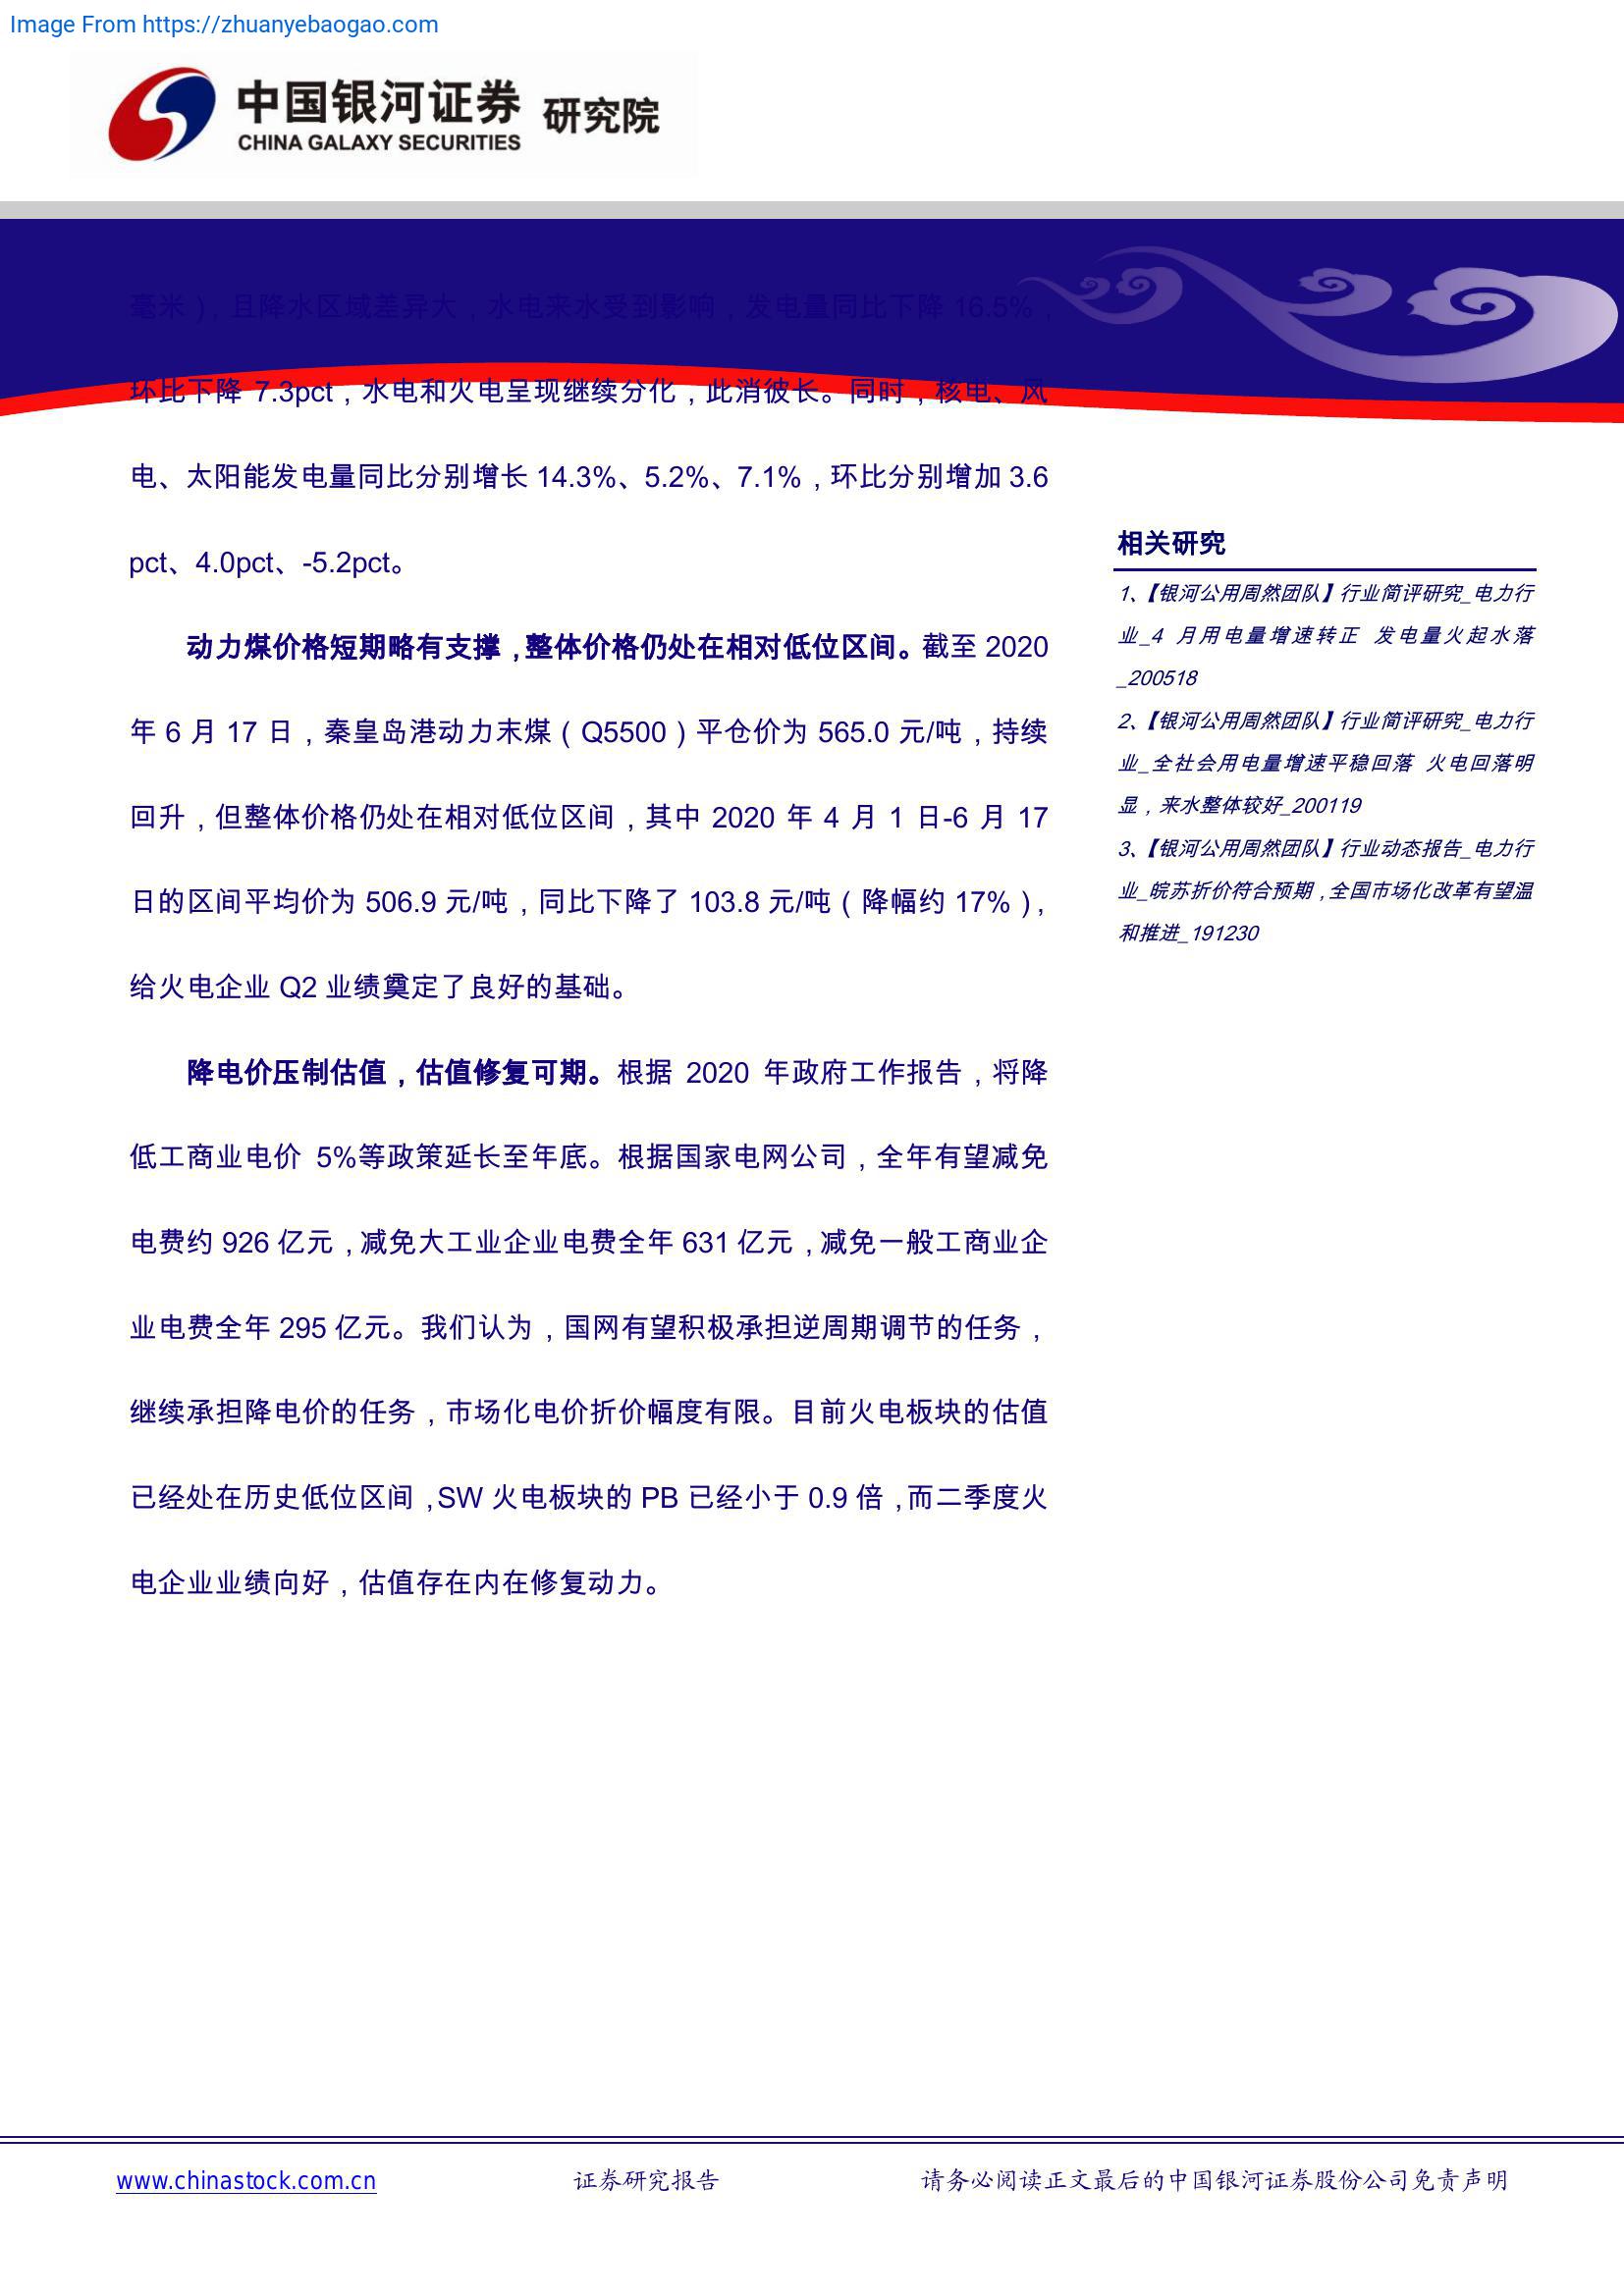 Image From https://zhuanyebaogao.com
中国银河证券 研究院
CHINA GALAXY SECURITIES
毫米），且降水区域差异大，水电来水受到影响，发电量同比下降 16.5%，
环比下降 7.3pct，水电和火电呈现继续分化，此消彼长。同时，核电、风
电、太阳能发电量同比分别增长 14.3%、5.2%、7.1%，环比分别增加 3.6
pct、4.0pct、-5.2pct。
动力煤价格短期略有支撑，整体价格仍处在相对低位区间。截至 2020
年 6 月 17 日，秦皇岛港动力末煤（Q5500）平仓价为 565.0 元/吨，持续
回升，但整体价格仍处在相对低位区间，其中 2020 年 4 月 1 日-6 月 17
日的区间平均价为 506.9 元/吨，同比下降了 103.8 元/吨（降幅约 17%），
给火电企业 Q2 业绩奠定了良好的基础。
降电价压制估值，估值修复可期。根据 2020 年政府工作报告，将降
低工商业电价 5%等政策延长至年底。根据国家电网公司，全年有望减免
电费约 926 亿元，减免大工业企业电费全年 631 亿元，减免一般工商业企
业电费全年 295 亿元。我们认为，国网有望积极承担逆周期调节的任务，
继续承担降电价的任务，市场化电价折价幅度有限。目前火电板块的估值
已经处在历史低位区间，SW 火电板块的 PB 已经小于 0.9 倍，而二季度火
电企业业绩向好，估值存在内在修复动力。
相关研究
1、【银河公用周然团队】行业简评研究_电力行
业_4 月用电量增速转正 发电量火起水落
_200518
2、【银河公用周然团队】行业简评研究_电力行
业_全社会用电量增速平稳回落 火电回落明
显，来水整体较好_200119
3、【银河公用周然团队】行业动态报告_电力行
业_皖苏折价符合预期，全国市场化改革有望温
和推进_191230
www.chinastock.com.cn 证券研究报告 请务必阅读正文最后的中国银河证券股份公司免责声明